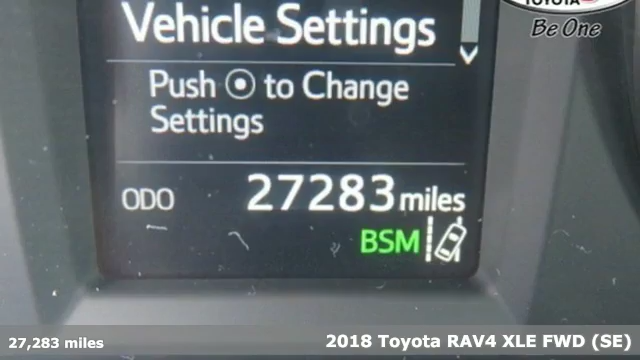 TOYOTA
Be One
Vehicle Settings
Push to Change
Settings
ODO 27283 miles
BSM
27,283 miles
2018 Toyota RAV4 XLE FWD (SE)